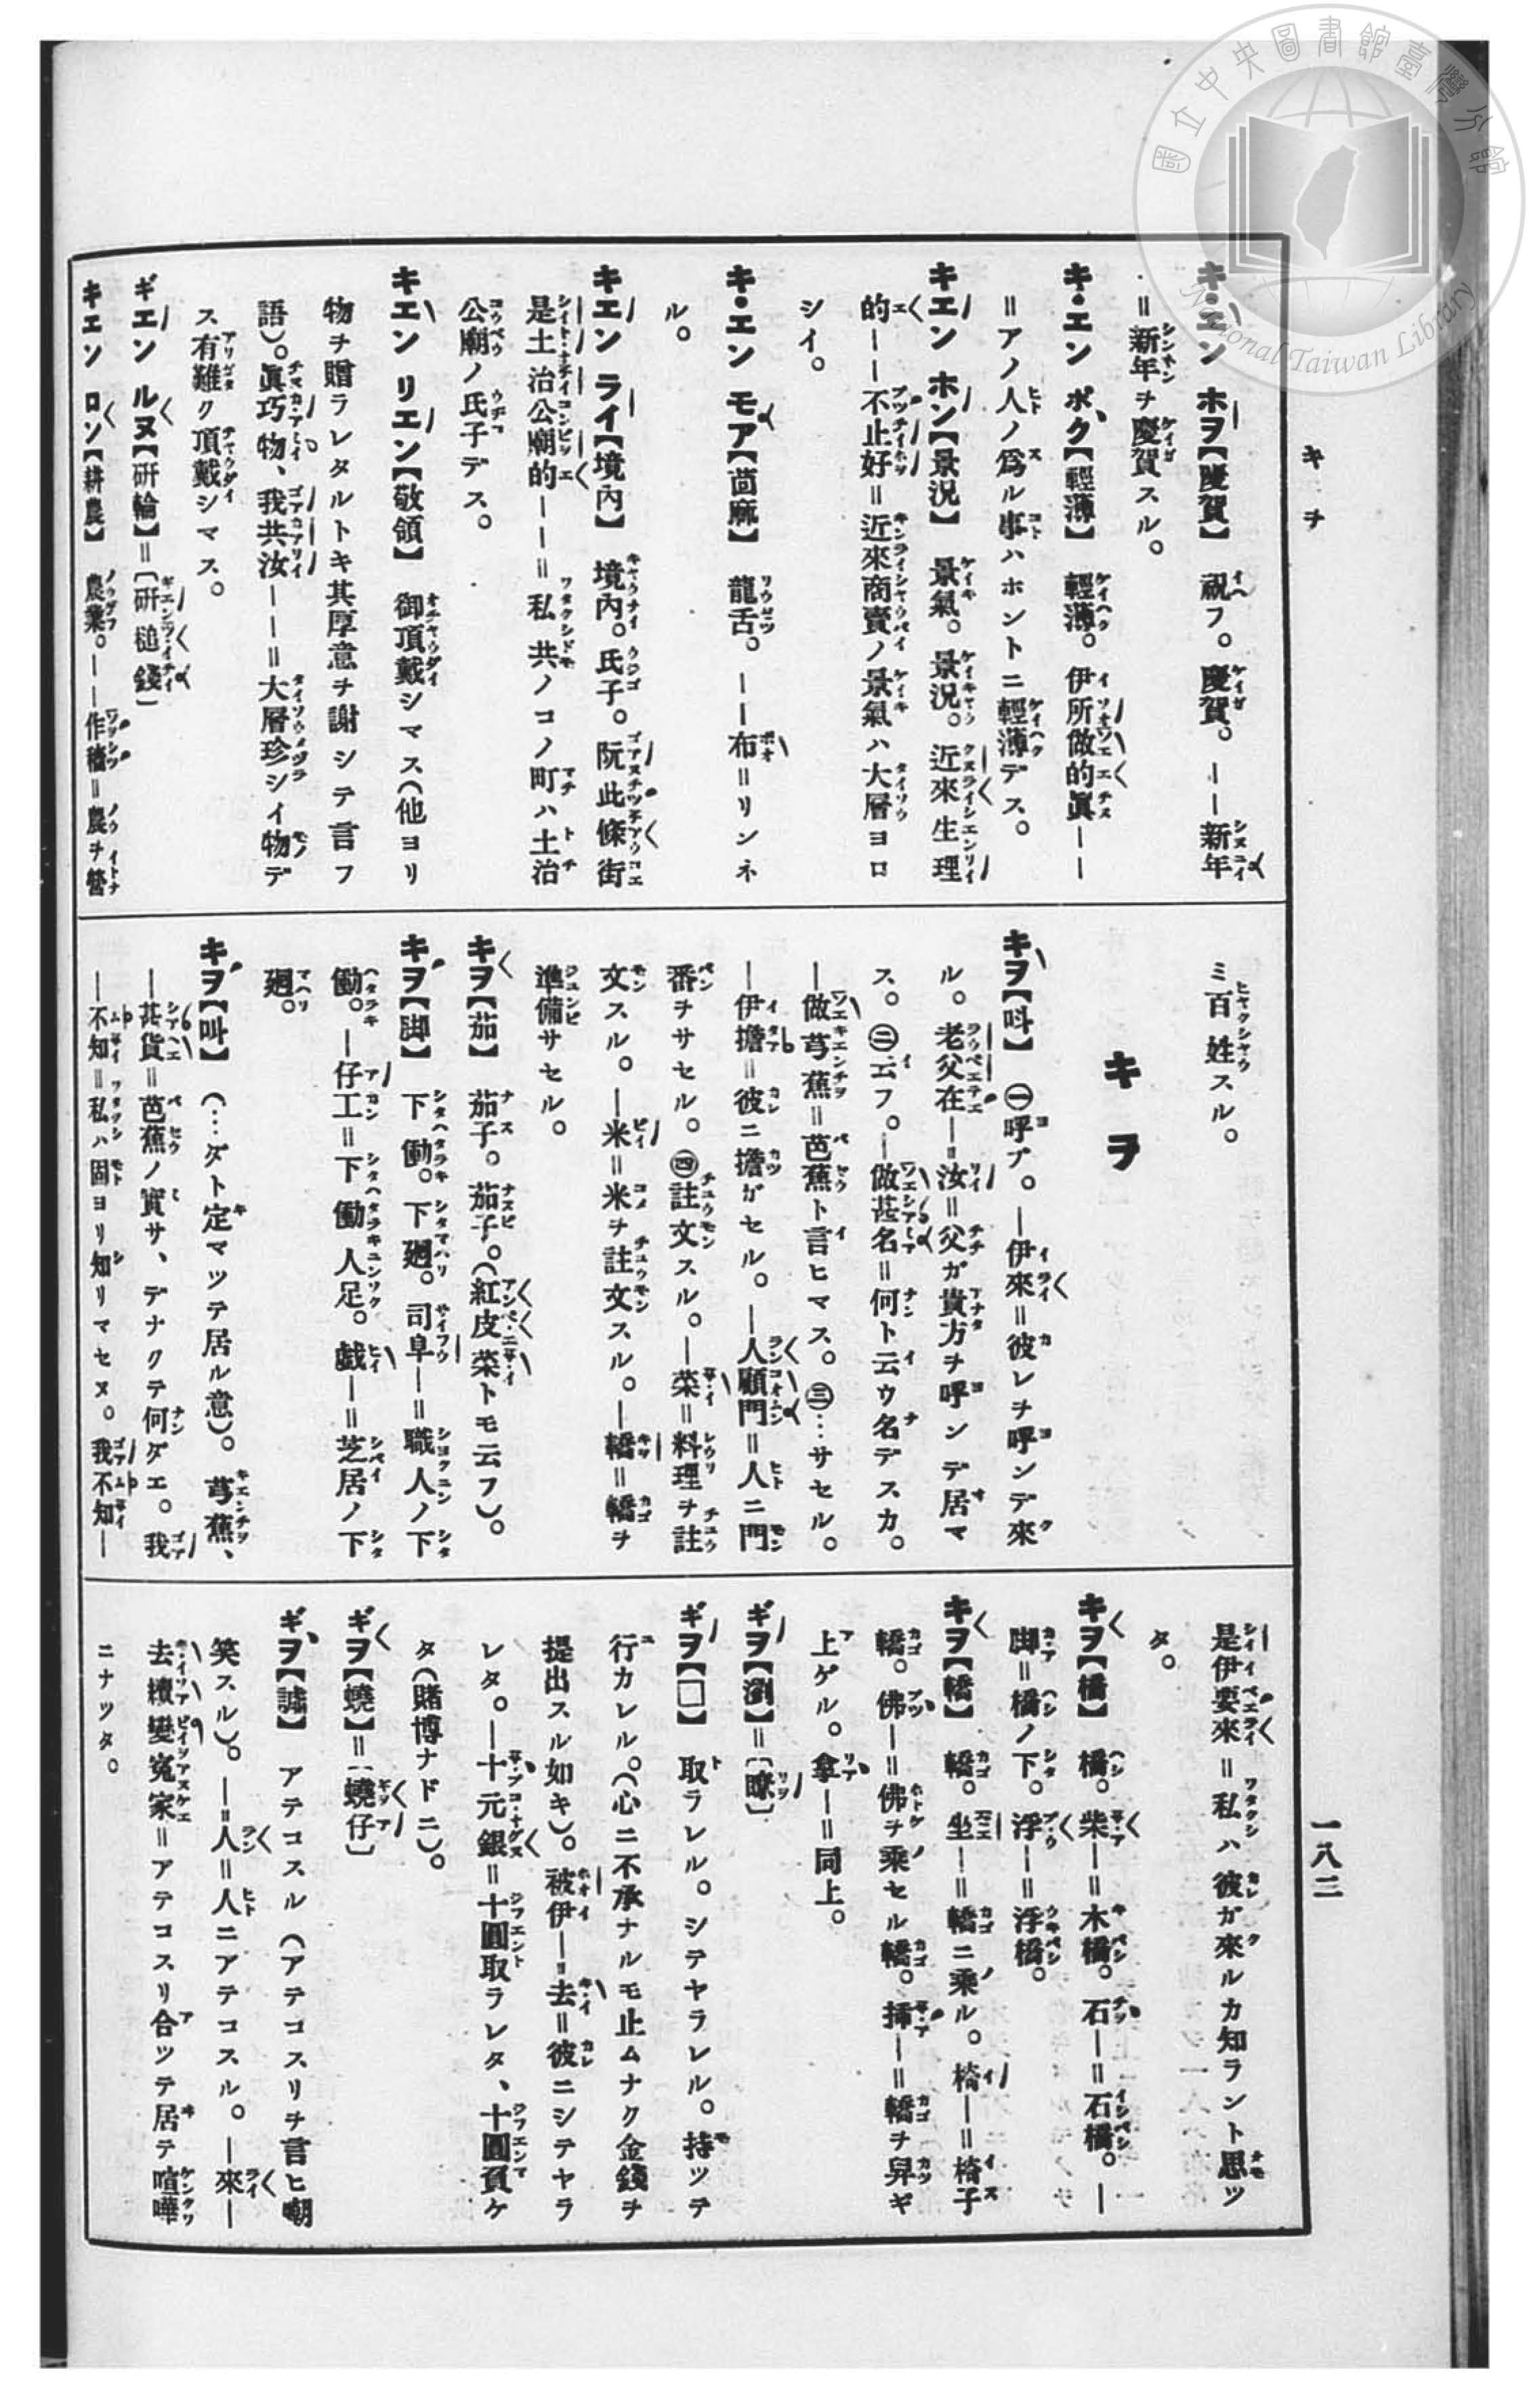 國立中央圖書館臺灣分館
National Taiwan Library
キ ヲ
一八二
キエン ホヲ【慶賀】 祝フ。慶賀。——新年
=新年ヲ慶賀スル。
キエン ポク【輕薄】 輕薄。伊所做的眞——
=アノ人ノ爲ル事ハホントニ輕薄デス。
キエン ホン【景況】 景氣。景況。近來生理
的——不止好=近來商賣ノ景氣ハ大層ヨロ
シイ。
キエン モア【茴麻】 龍舌。——布=リンネ
ル。
キエン ライ【境內】 境內。氏子。阮此條街
是土治公廟的——=私共ノコノ町ハ土治
公廟ノ氏子デス。
キエン リエン【敬領】 御頂戴シマス(他ヨリ
物ヲ贈ラレタルトキ其厚意ヲ謝シテ言フ
語)。眞巧物、我共汝——=大層珍シイ物デ
ス有難ク頂戴シマス。
ギエン ルヌ【研輪】=〔研槌錢〕
キエン ロン【耕農】 農業。——作穡=農ヲ營
ミ百姓スル。
キヲ
キヲ【呌】 ㊀呼ブ。—伊來=彼レヲ呼ンデ來
ル。老父在—汝=父ガ貴方ヲ呼ンデ居マ
ス。㊁云フ。—做甚名=何ト云ウ名デスカ。
—做芎蕉=芭蕉ト言ヒマス。㊂…サセル。
—伊擔=彼ニ擔ガセル。—人顧門=人ニ門
番ヲサセル。㊃註文スル。—菜=料理ヲ註
文スル。—米=米ヲ註文スル。—轎=轎ヲ
準備サセル。
キヲ【茄】 茄子。茄子。(紅皮菜トモ云フ)。
キヲ【脚】 下働。下廻。司阜—=職人ノ下
働。—仔工=下働人足。戲—=芝居ノ下
廻。
キヲ【呌】 (…ダト定マツテ居ル意)。芎蕉、
—甚貨=芭蕉ノ實サ、デナクテ何ダエ。我
—不知=私ハ固ヨリ知リマセヌ。我不知—
是伊要來=私ハ彼ガ來ルカ知ラント思ツ
タ。
キヲ【橋】 橋。柴—=木橋。石—=石橋。—
脚=橋ノ下。浮—=浮橋。
キヲ【轎】 轎。坐—=轎ニ乘ル。椅—=椅子
轎。佛—=佛ヲ乘セル轎。揷—=轎ヲ舁ギ
上ゲル。拿—=同上。
ギヲ【瀏】=〔瞭〕
ギヲ【□】 取ラレル。シテヤラレル。持ツテ
行カレル。(心ニ不承ナルモ止ムナク金錢ヲ
提出スル如キ)。被伊—=去=彼ニシテヤラ
レタ。—十元銀=十圓取ラレタ、十圓頁ケ
タ(賭博ナドニ)。
ギヲ【蟯】=〔蟯仔〕
ギヲ【謔】 アテコスル(アテコスリヲ言ヒ嘲
笑スル)。—=人=人ニアテコスル。—來—
去續變寃家=アテコスリ合ツテ居テ喧嘩
ニナツタ。